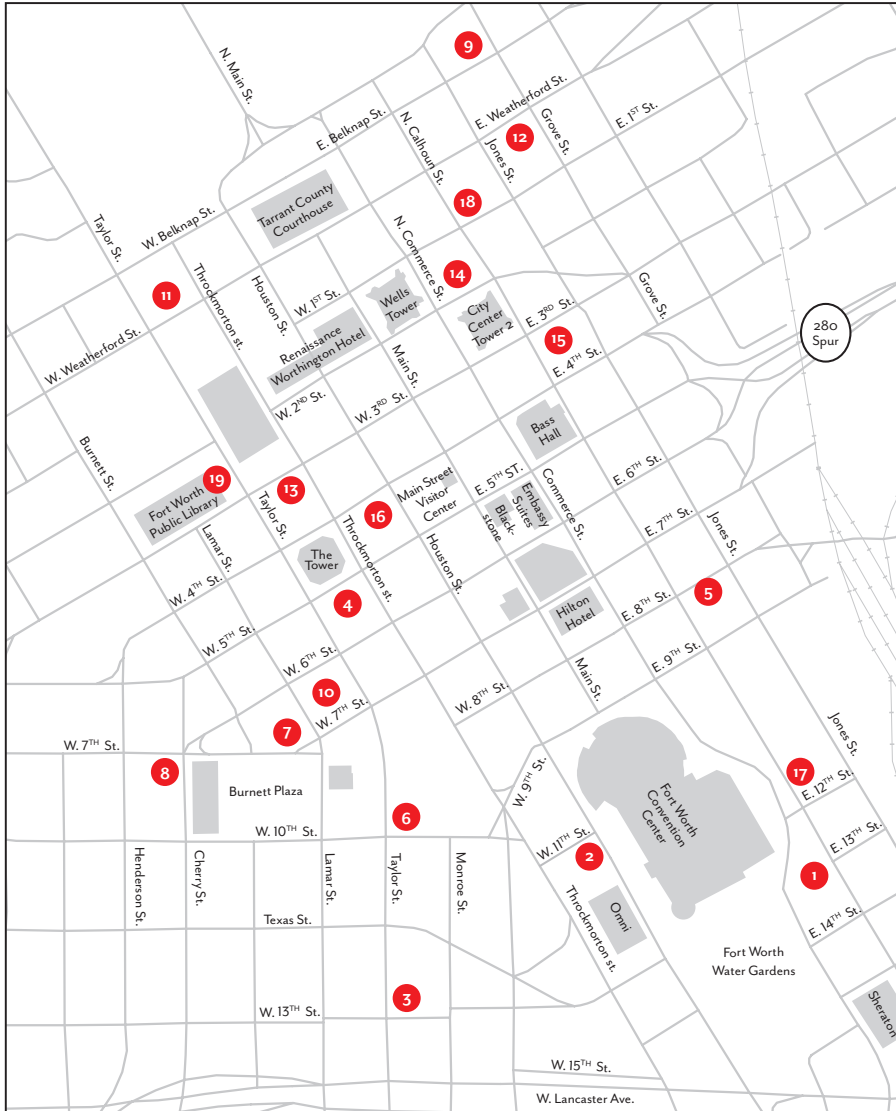 9
N. Main St.
E. Weatherford St.
Grove St.
E. 1ST St.
E. Belknap St.
N. Calhoun St.
12
Jones St.
Tarrant County
Courthouse
18
Taylor St.
W. Belknap St.
N. Commerce St.
Throckmorton st.
Houston St.
11
W. 1ST St.
Wells
Tower
14
Grove St.
City
Center
Tower 2
E. 3RD St.
280
Spur
Renaissance
Worthington Hotel
15
W. Weatherford St.
Main St.
E. 4TH St.
W. 2ND St.
W. 3RD St.
Bass
Hall
Burnett St.
19
Fort Worth
Public Library
13
Taylor St.
Main Street
Visitor
Center
E. 5TH ST.
E. 6TH St.
Embassy
Suites
Black-
stone
Commerce St.
16
Throckmorton st.
Houston St.
E. 7TH St.
Jones St.
Lamar St.
The
Tower
W. 4TH St.
4
5
E. 8TH St.
Hilton
Hotel
W. 5TH St.
W. 6TH St.
E. 9TH St.
Main St.
10
W. 7TH St.
W. 8TH St.
7
W. 7TH St.
Jones St.
8
Burnett Plaza
W. 9TH St.
17
E. 12TH St.
Fort Worth
Convention
Center
6
W. 10TH St.
W. 11TH St.
2
E. 13TH St.
1
Henderson St.
Cherry St.
Lamar St.
Taylor St.
Monroe St.
Throckmorton st.
Omni
Texas St.
E. 14TH St.
Fort Worth
Water Gardens
3
W. 13TH St.
Sheraton
W. 15TH St.
W. Lancaster Ave.